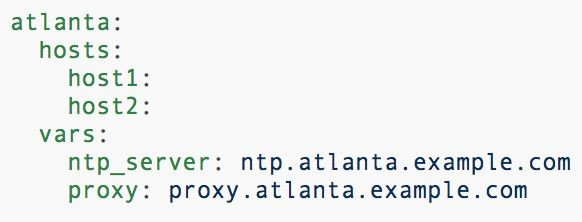 atlanta:
  hosts:
    host1:
    host2:
  vars:
    ntp_server: ntp.atlanta.example.com
    proxy: proxy.atlanta.example.com